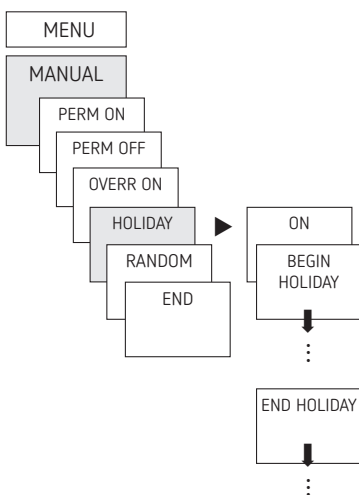 MENU
MANUAL
PERM ON
PERM OFF
OVERR ON
HOLIDAY
RANDOM
END
ON
BEGIN
HOLIDAY
END HOLIDAY